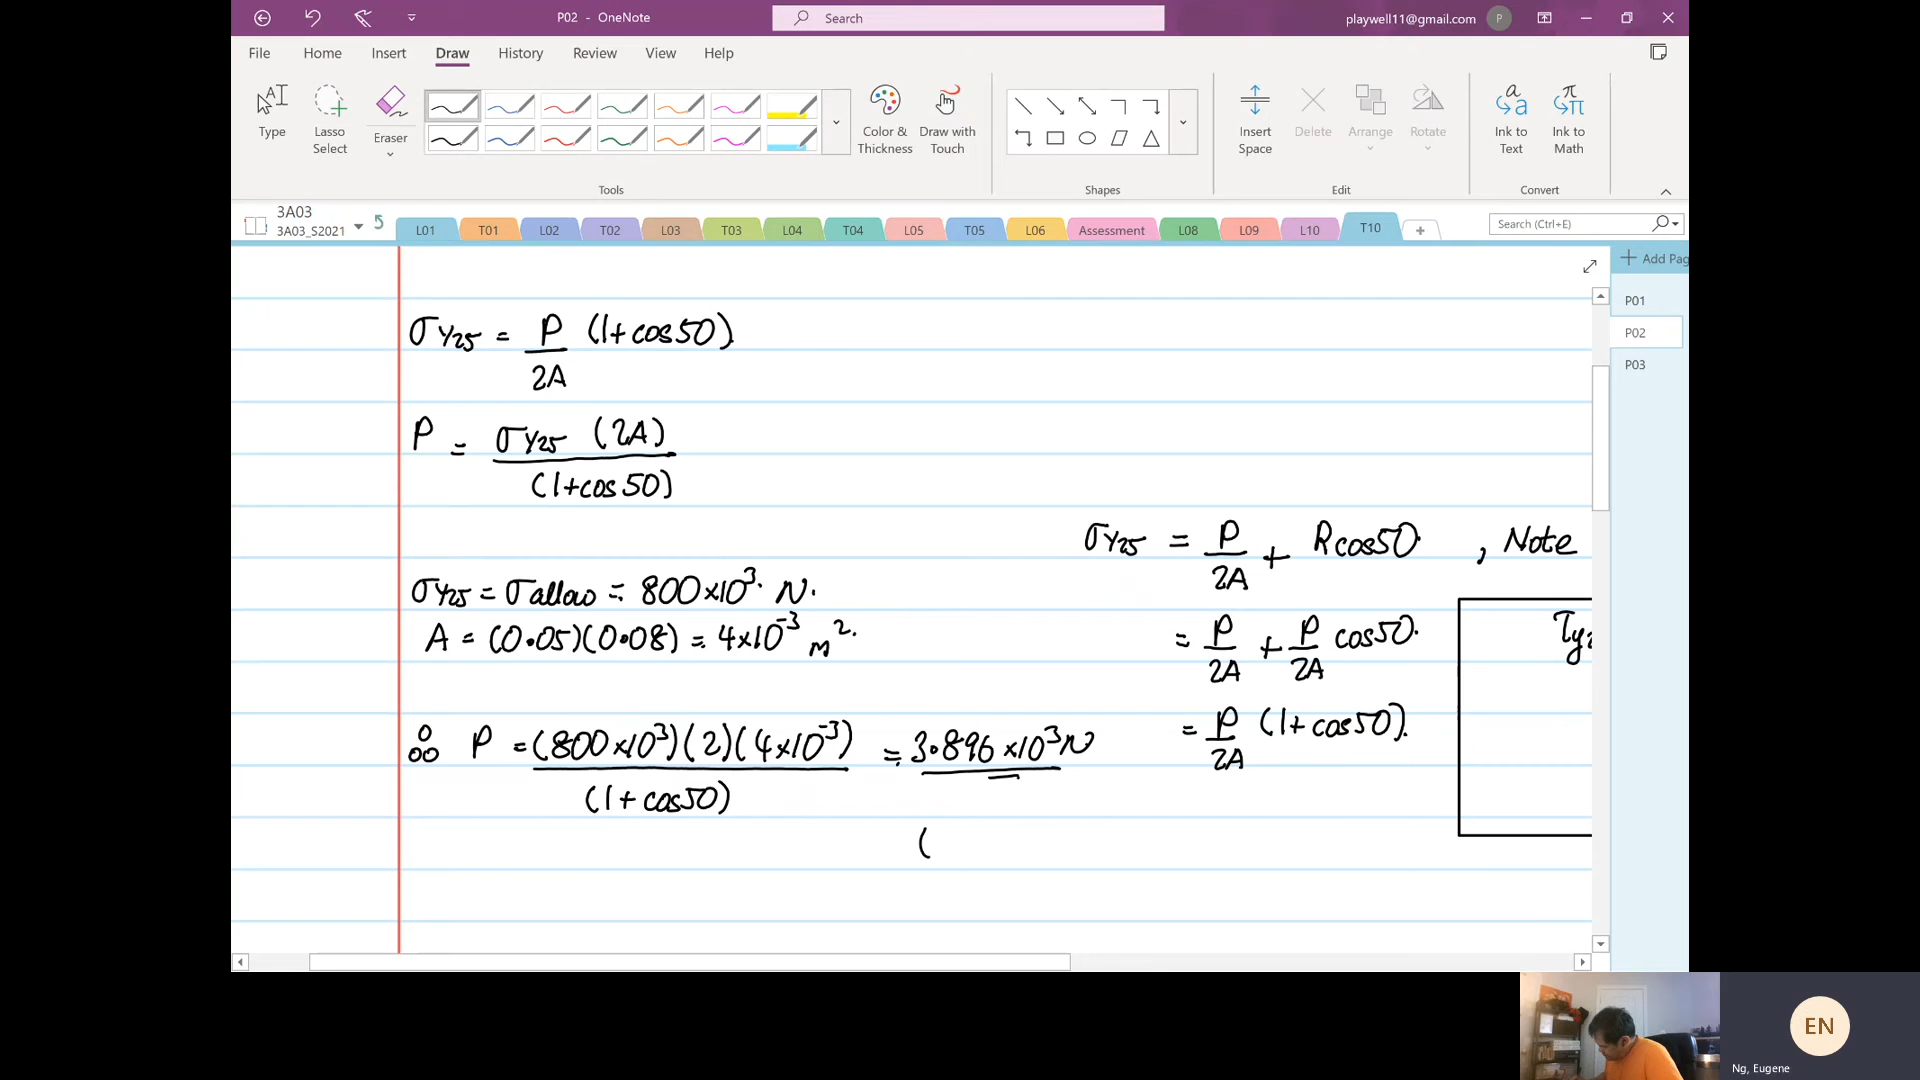 P02 - OneNote
Search
playwell11@gmail.com
P
File Home Insert Draw History Review View Help
Type
Lasso Select
Eraser
Color & Thickness
Draw with Touch
Insert Space
Delete
Arrange
Rotate
Ink to Text
Ink to Math
Tools
Shapes
Edit
Convert
3A03
3A03_S2021
L01 T01 L02 T02 L03 T03 L04 T04 L05 T05 L06 Assessment L08 L09 L10 T10 +
Search (Ctrl+E)
Add Pag
P01
P02
P03
σy25 = P/2A (1+cos50).
P = σy25 (2A)/(1+cos50)
σy25 = σallow = 800×10³ N.
A = (0.05)(0.08) = 4×10⁻³ m².
∴ P = (800×10³)(2)(4×10⁻³)/(1+cos50) = 3.896×10³N
(
σy25 = P/2A + Rcos50 , Note
= P/2A + P/2A cos50.
= P/2A (1+cos50).
EN
Ng, Eugene